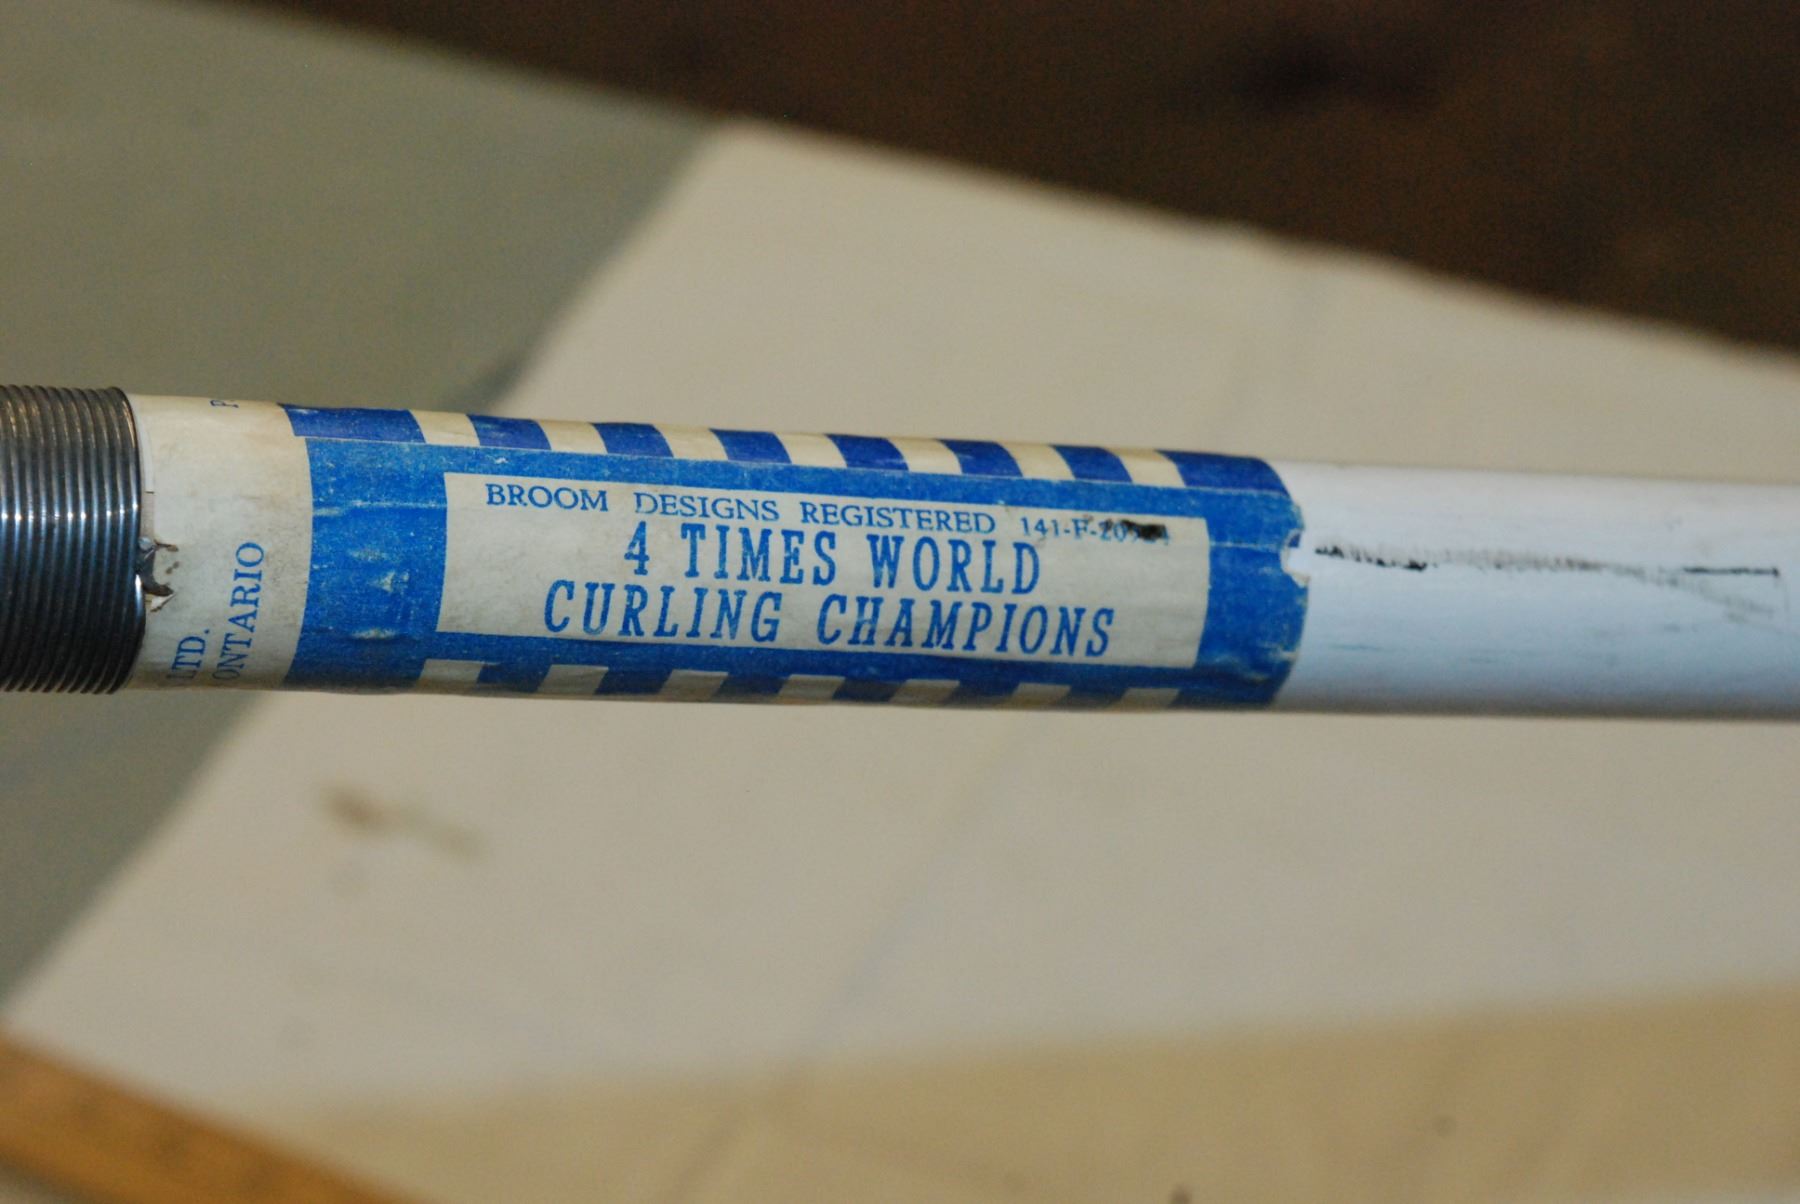 BROOM DESIGNS REGISTERED
4 TIMES WORLD
CURLING CHAMPIONS
LTD.
ONTARIO